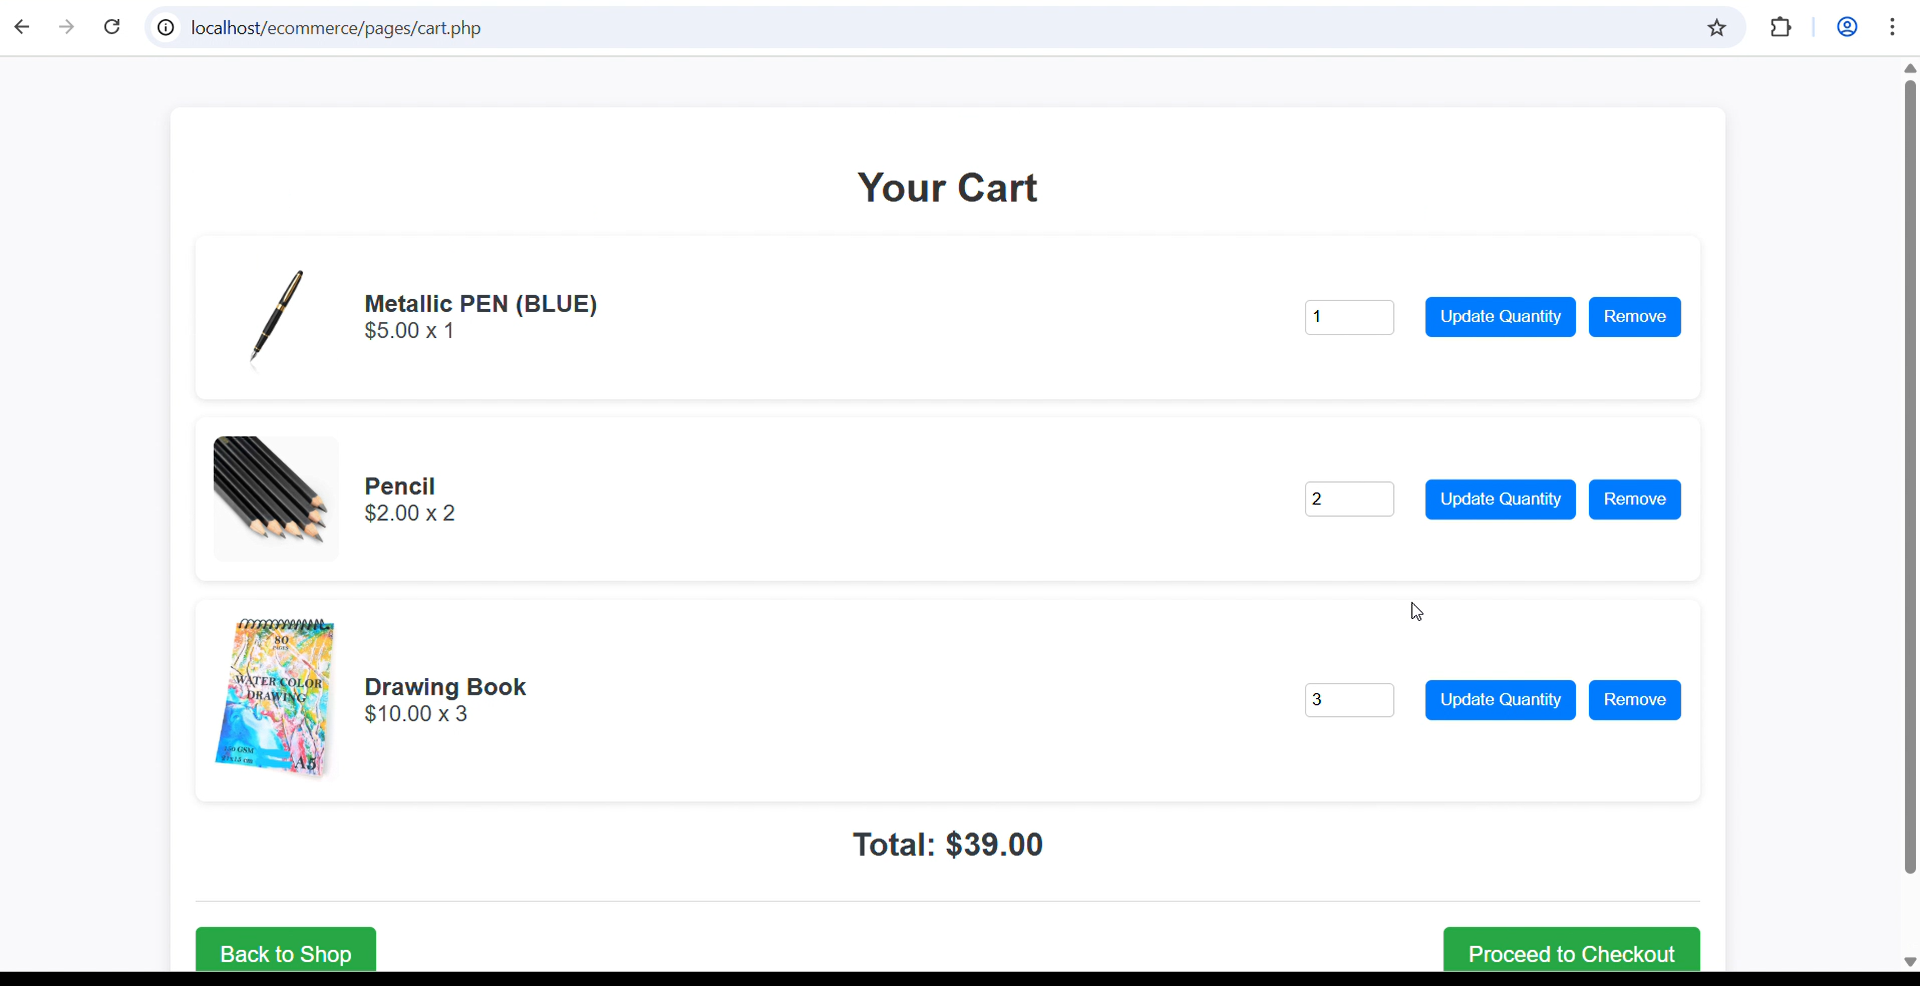 localhost/ecommerce/pages/cart.php
Your Cart
Metallic PEN (BLUE)
$5.00 x 1
1
Update Quantity
Remove
Pencil
$2.00 x 2
2
Update Quantity
Remove
80
PAGES
WATER COLOR
DRAWING
GSM
A5
Drawing Book
$10.00 x 3
3
Update Quantity
Remove
Total: $39.00
Back to Shop
Proceed to Checkout